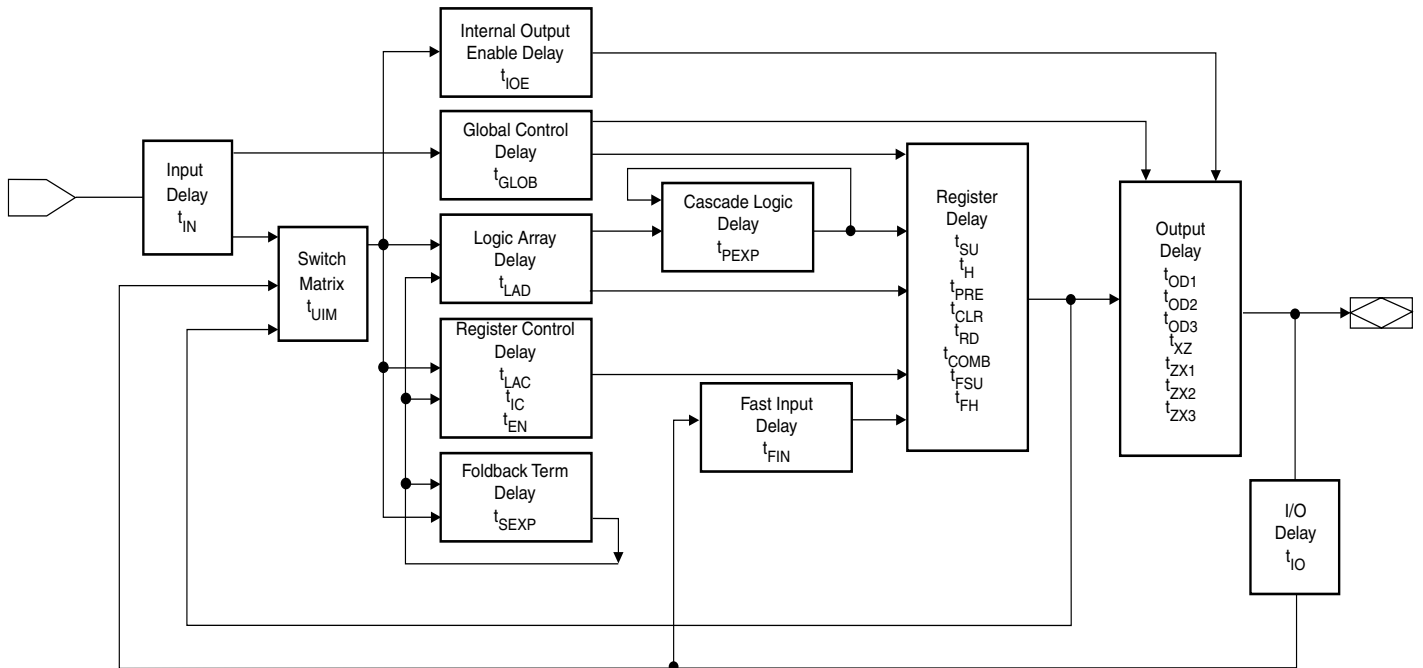 Internal Output
Enable Delay
tIOE
Global Control
Delay
tGLOB
Input
Delay
tIN
Switch
Matrix
tUIM
Logic Array
Delay
tLAD
Cascade Logic
Delay
tPEXP
Register Control
Delay
tLAC
tIC
tEN
Fast Input
Delay
tFIN
Foldback Term
Delay
tSEXP
Register
Delay
tSU
tH
tPRE
tCLR
tRD
tCOMB
tFSU
tFH
Output
Delay
tOD1
tOD2
tOD3
tXZ
tZX1
tZX2
tZX3
I/O
Delay
tIO